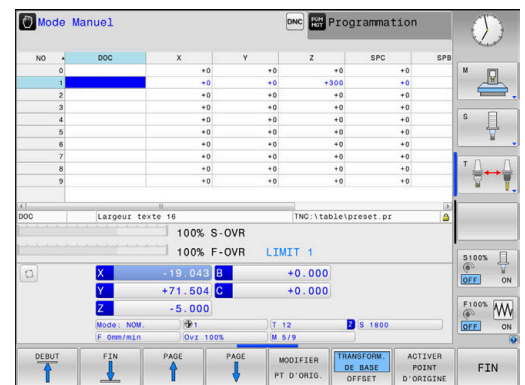 Mode Manuel
DNC
PGM MGT
Programmation
NO DOC X Y Z SPC SPB
0 +0 +0 +0 +0
1 +0 +0 +300 +0
2 +0 +0 +0 +0
3 +0 +0 +0 +0
4 +0 +0 +0 +0
5 +0 +0 +0 +0
6 +0 +0 +0 +0
7 +0 +0 +0 +0
8 +0 +0 +0 +0
9 +0 +0 +0 +0
DOC Largeur texte 16 TNC:\table\preset.pr
100% S-OVR
100% F-OVR LIMIT 1
X -19.043 B +0.000
Y +71.504 C +0.000
Z -5.000
Mode: NOM. 1 T 12 Z S 1800
F 0mm/min Ovr 100% M 5/9
M
S
T
S100%
OFF ON
F100%
OFF ON
DEBUT
FIN
PAGE
PAGE
MODIFIER
PT D'ORIG.
TRANSFORM.
DE BASE
OFFSET
ACTIVER
POINT
D'ORIGINE
FIN